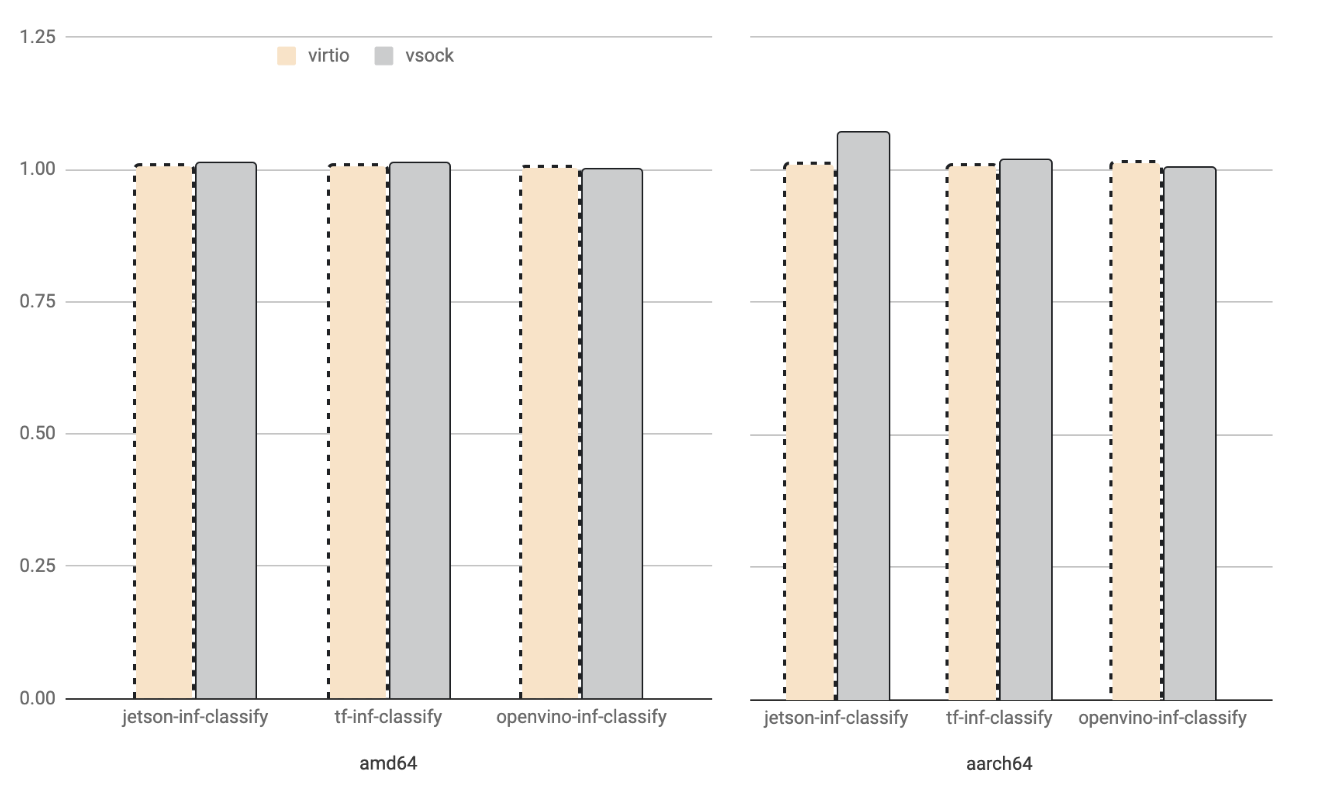 1.25
virtio vsock
1.00
0.75
0.50
0.25
0.00
jetson-inf-classify tf-inf-classify openvino-inf-classify jetson-inf-classify tf-inf-classify openvino-inf-classify
amd64 aarch64